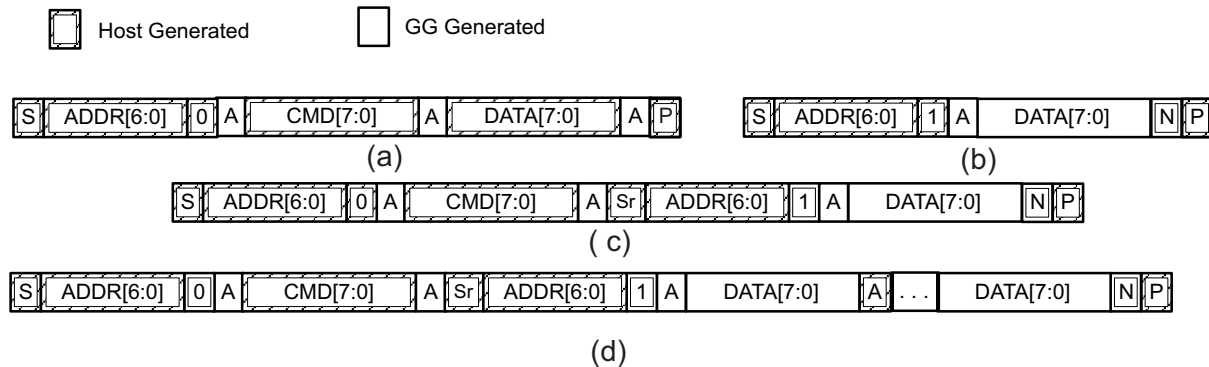 Host Generated GG Generated
S ADDR[6:0] 0 A CMD[7:0] A DATA[7:0] A P S ADDR[6:0] 1 A DATA[7:0] N P
(a) (b)
S ADDR[6:0] 0 A CMD[7:0] A Sr ADDR[6:0] 1 A DATA[7:0] N P
( c)
S ADDR[6:0] 0 A CMD[7:0] A Sr ADDR[6:0] 1 A DATA[7:0] A . . . DATA[7:0] N P
(d)